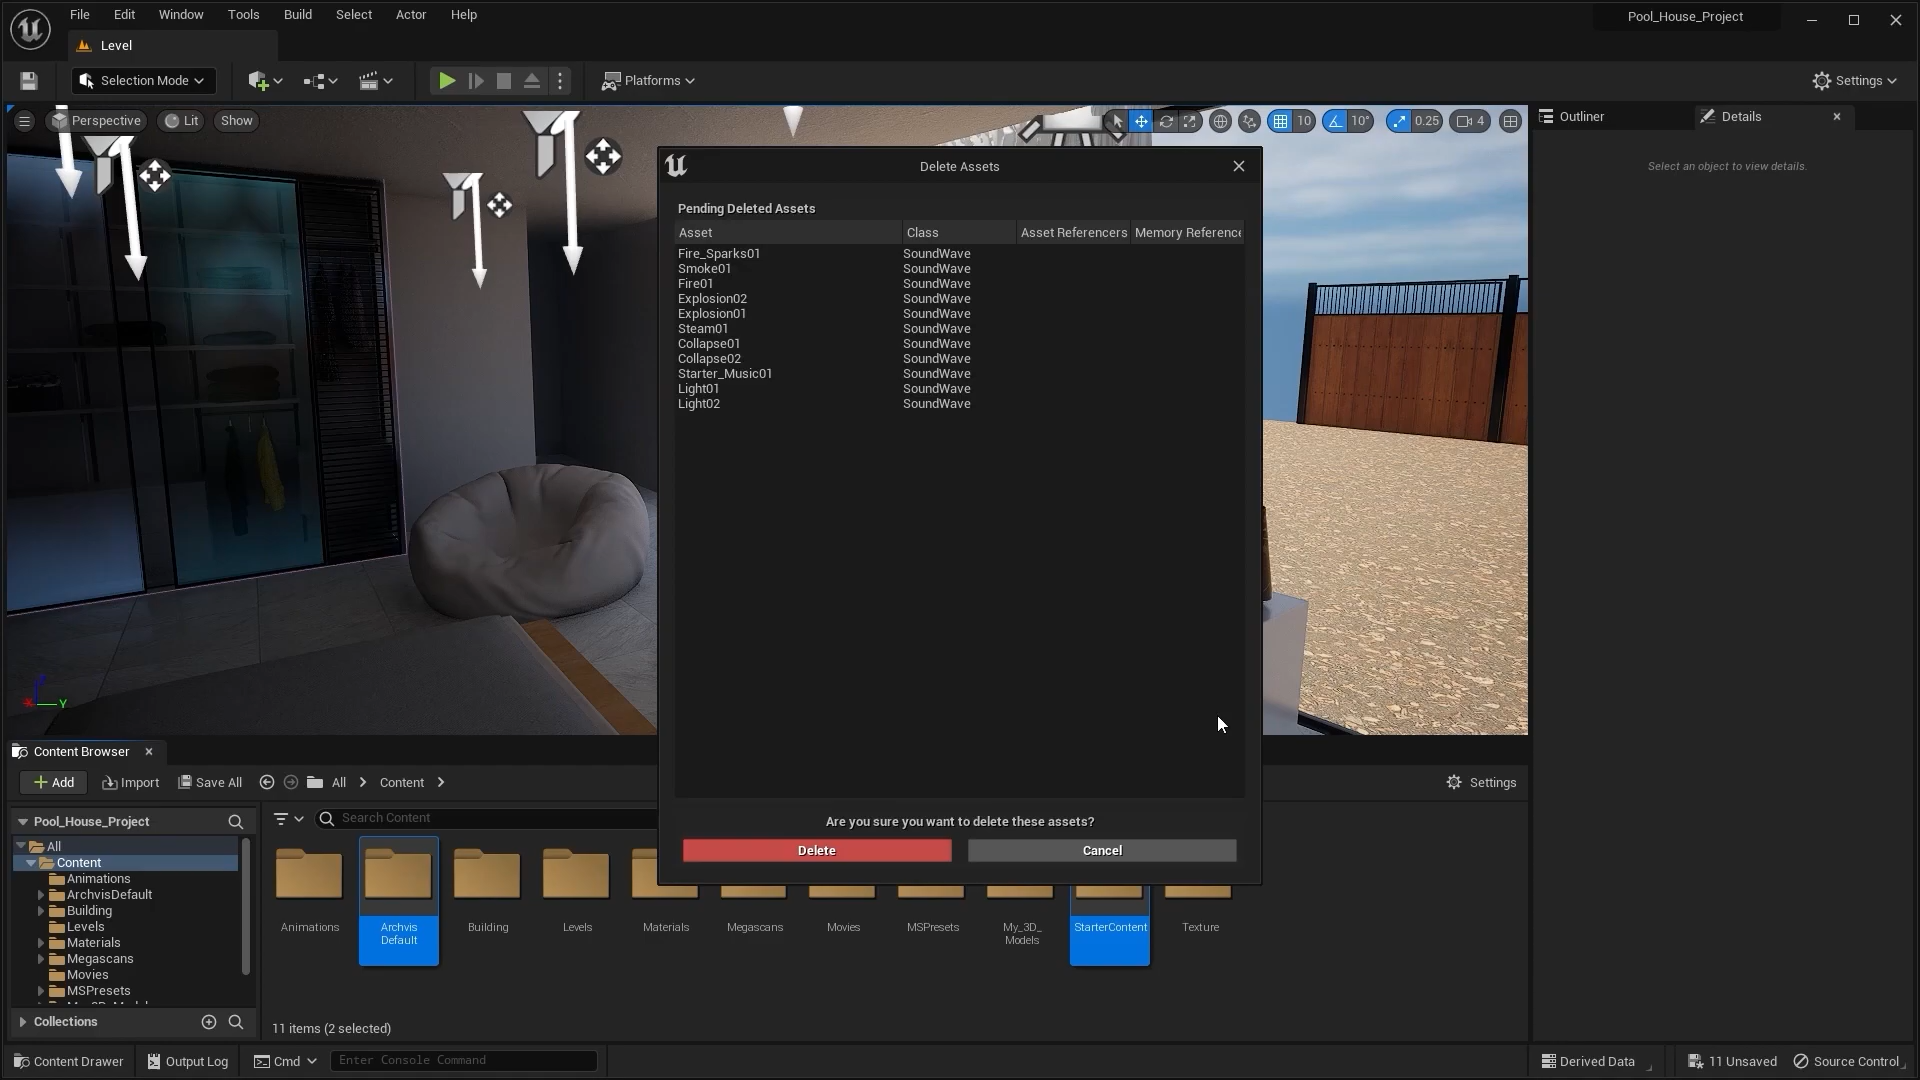 File Edit Window Tools Build Select Actor Help
Pool_House_Project
Level
Selection Mode
Platforms
Settings
Perspective Lit Show
10 10° 0.25 4
Outliner Details
Select an object to view details.
Delete Assets
Pending Deleted Assets
Asset Class Asset Referencers Memory Reference
Fire_Sparks01 SoundWave
Smoke01 SoundWave
Fire01 SoundWave
Explosion02 SoundWave
Explosion01 SoundWave
Steam01 SoundWave
Collapse01 SoundWave
Collapse02 SoundWave
Starter_Music01 SoundWave
Light01 SoundWave
Light02 SoundWave
Are you sure you want to delete these assets?
Delete Cancel
Y
Content Browser
Add Import Save All All Content
Settings
Pool_House_Project
Search Content
All
Content
Animations
ArchvisDefault
Building
Levels
Materials
Megascans
Movies
MSPresets
Collections
Animations
Archvis
Default
Building
Levels
Materials
Megascans
Movies
MSPresets
My_3D_
Models
StarterContent
Texture
11 items (2 selected)
Content Drawer Output Log Cmd Enter Console Command
Derived Data 11 Unsaved Source Control